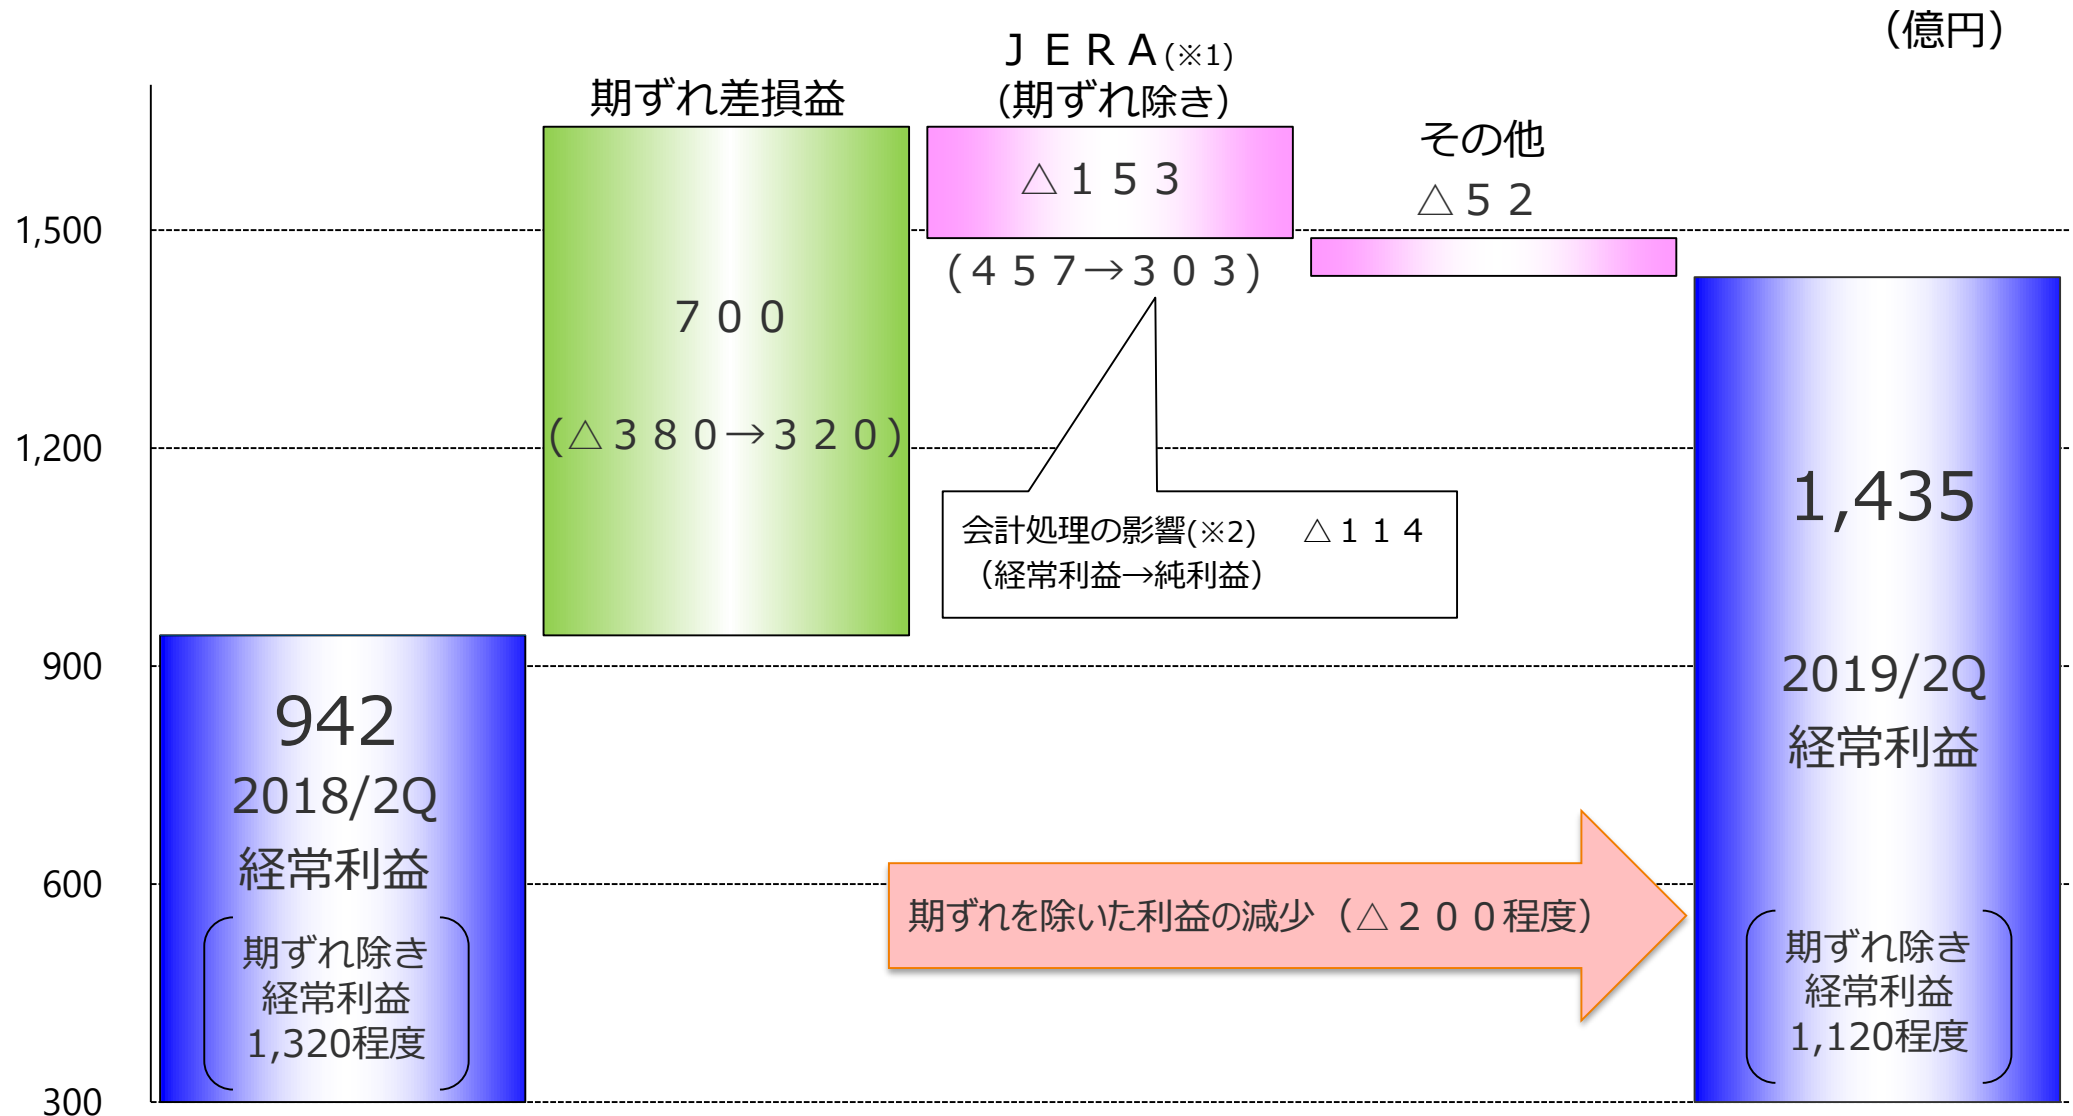 （億円）
ＪＥＲＡ(※1)
（期ずれ除き）
期ずれ差損益
その他
△５２
△１５３
（４５７→３０３）
７００
（△３８０→３２０）
会計処理の影響(※2) △１１４
（経常利益→純利益）
1,500
1,200
900
600
300
942
2018/2Q
経常利益
期ずれ除き
経常利益
1,320程度
期ずれを除いた利益の減少（△２００程度）
1,435
2019/2Q
経常利益
期ずれ除き
経常利益
1,120程度